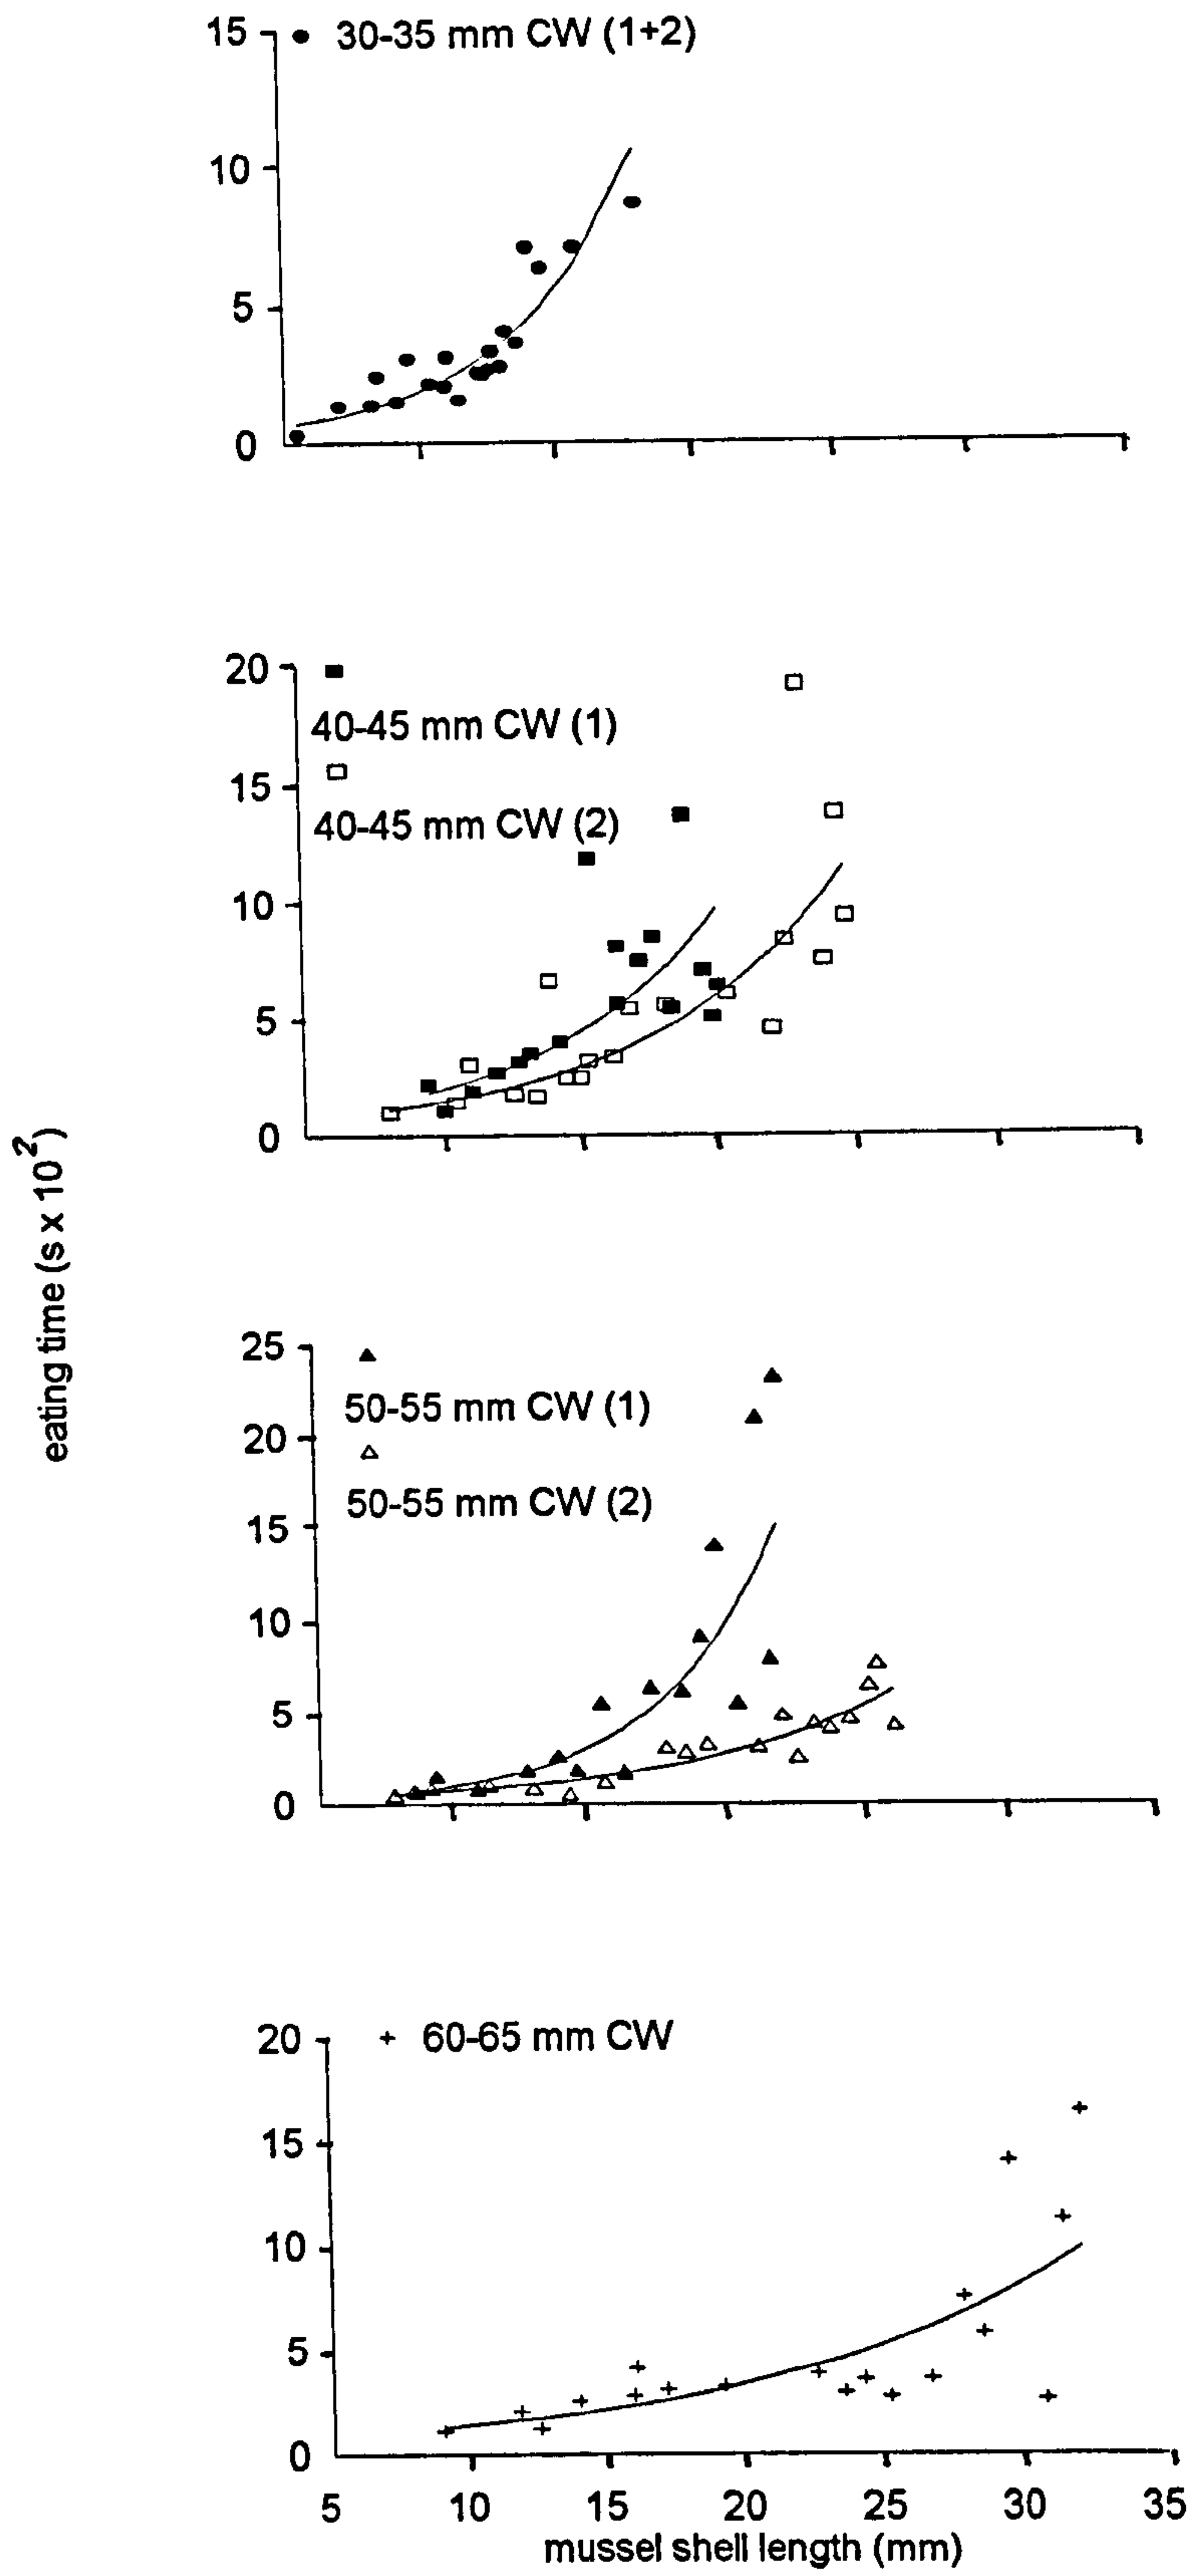 15
30-35 mm CW (1+2)
10
5
0
20
40-45 mm CW (1)
15
40-45 mm CW (2)
10
5
0
eating time (s x 10²)
25
50-55 mm CW (1)
20
50-55 mm CW (2)
15
10
5
0
20
60-65 mm CW
15
10
5
0
5 10 15 20 25 30 35
mussel shell length (mm)